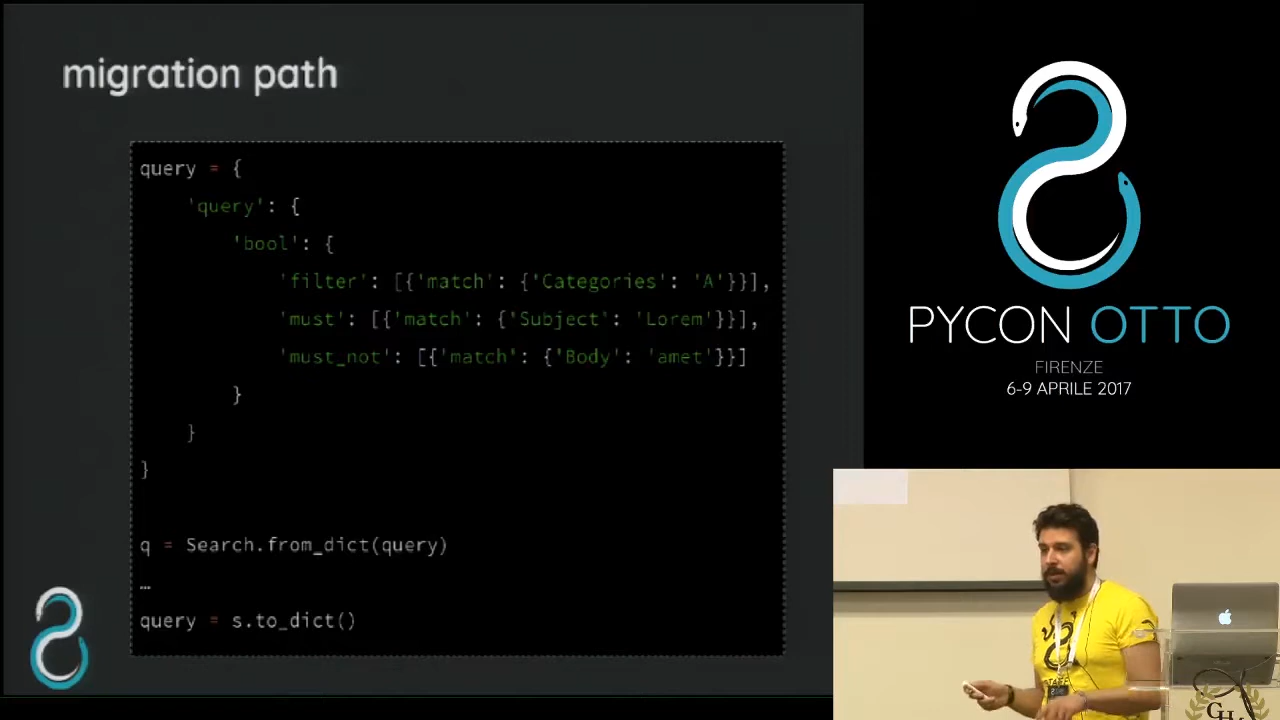 migration path
query = {
'query': {
'bool': {
'filter': [{'match': {'Categories': 'A'}}],
'must': [{'match': {'Subject': 'Lorem'}}],
'must_not': [{'match': {'Body': 'amet'}}]
}
}
}
q = Search.from_dict(query)
…
query = s.to_dict()
PYCON OTTO
FIRENZE
6-9 APRILE 2017
GH